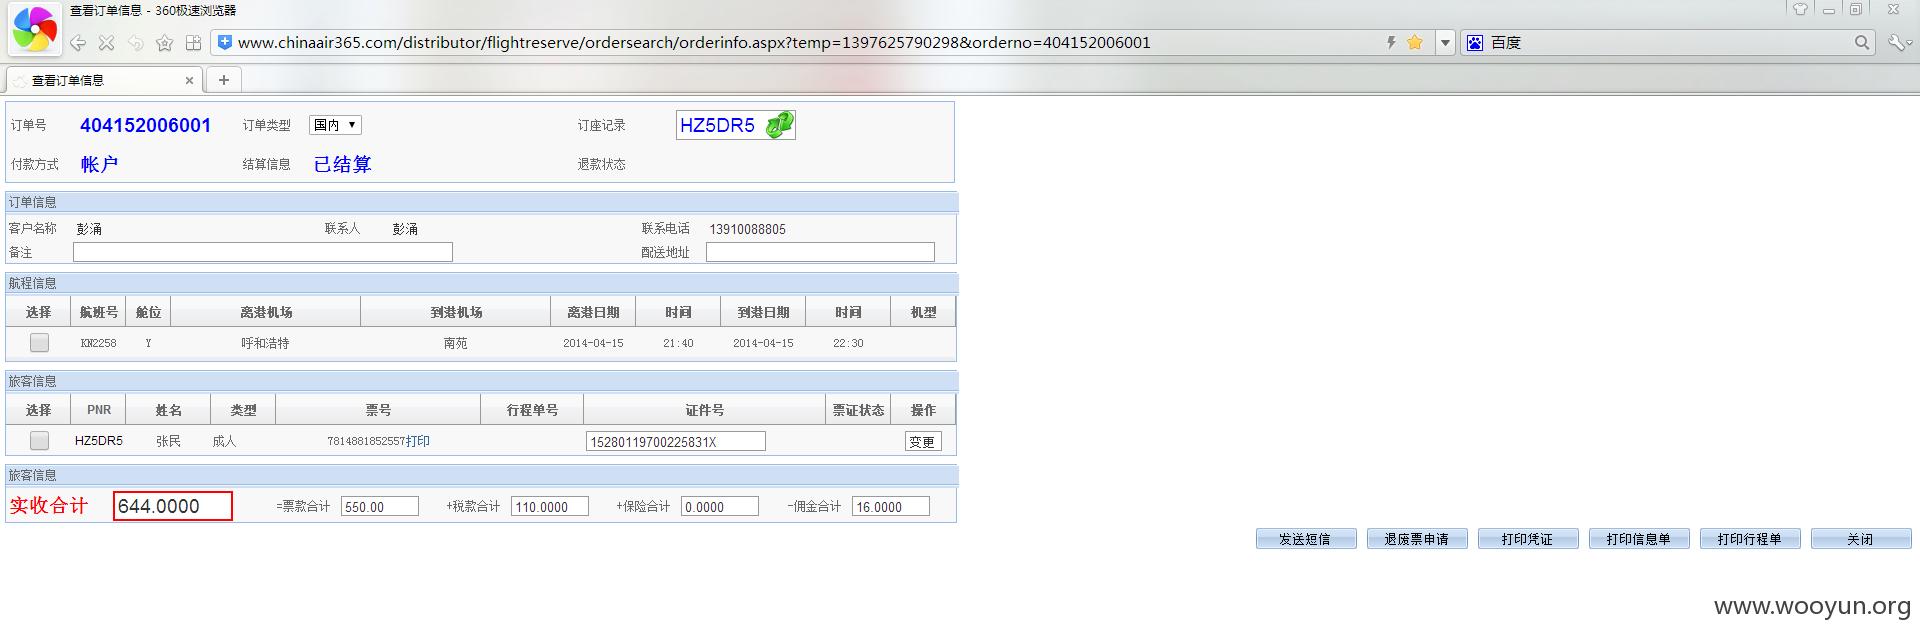 查看订单信息 - 360极速浏览器
www.chinaair365.com/distributor/flightreserve/ordersearch/orderinfo.aspx?temp=1397625790298&orderno=404152006001
百度
查看订单信息
订单号 404152006001 订单类型 国内 订座记录 HZ5DR5
付款方式 帐户 结算信息 已结算 退款状态
订单信息
客户名称 彭涌 联系人 彭涌 联系电话 13910088805
备注 配送地址
航程信息
选择 航班号 舱位 离港机场 到港机场 离港日期 时间 到港日期 时间 机型
KN2258 Y 呼和浩特 南苑 2014-04-15 21:40 2014-04-15 22:30
旅客信息
选择 PNR 姓名 类型 票号 行程单号 证件号 票证状态 操作
HZ5DR5 张民 成人 7814881852557打印 15280119700225831X 变更
旅客信息
实收合计 644.0000 =票款合计 550.00 +税款合计 110.0000 +保险合计 0.0000 -佣金合计 16.0000
发送短信 退废票申请 打印凭证 打印信息单 打印行程单 关闭
www.wooyun.org